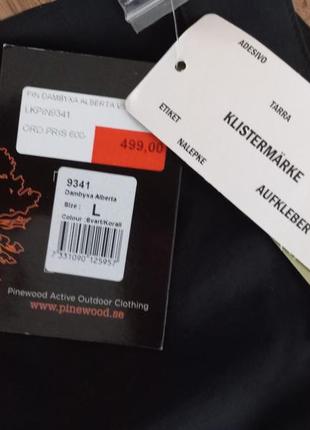 PIN DAMBYXA ALBERTA
LKPIN9341
ORD.PRIS 600:
499,00
9341
Dambyxa Alberta
Size: L
Colour: Svart/Korall
7331090125957
Pinewood Active Outdoor Clothing
www.pinewood.se
ADESIVO
TARRA
KLISTERMÄRKE
ETIKET
NALEPKE
AUFKLEBER